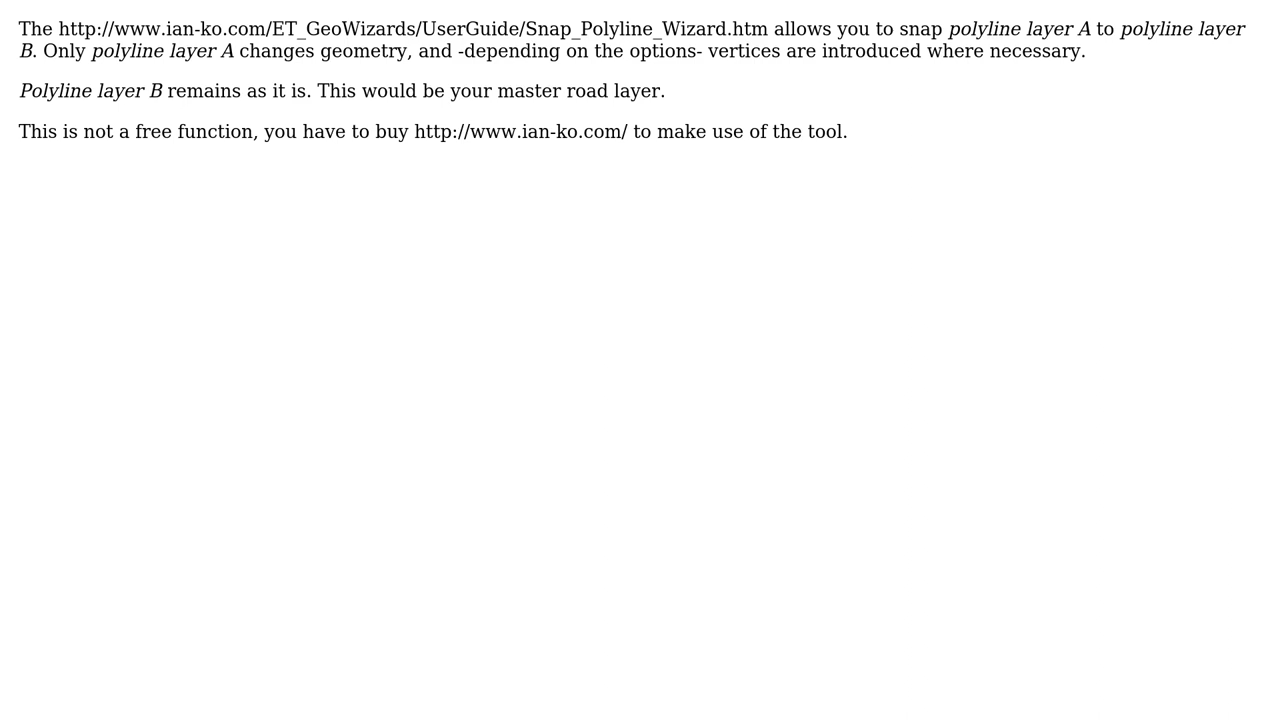 The http://www.ian-ko.com/ET_GeoWizards/UserGuide/Snap_Polyline_Wizard.htm allows you to snap polyline layer A to polyline layer
B. Only polyline layer A changes geometry, and -depending on the options- vertices are introduced where necessary.
Polyline layer B remains as it is. This would be your master road layer.
This is not a free function, you have to buy http://www.ian-ko.com/ to make use of the tool.